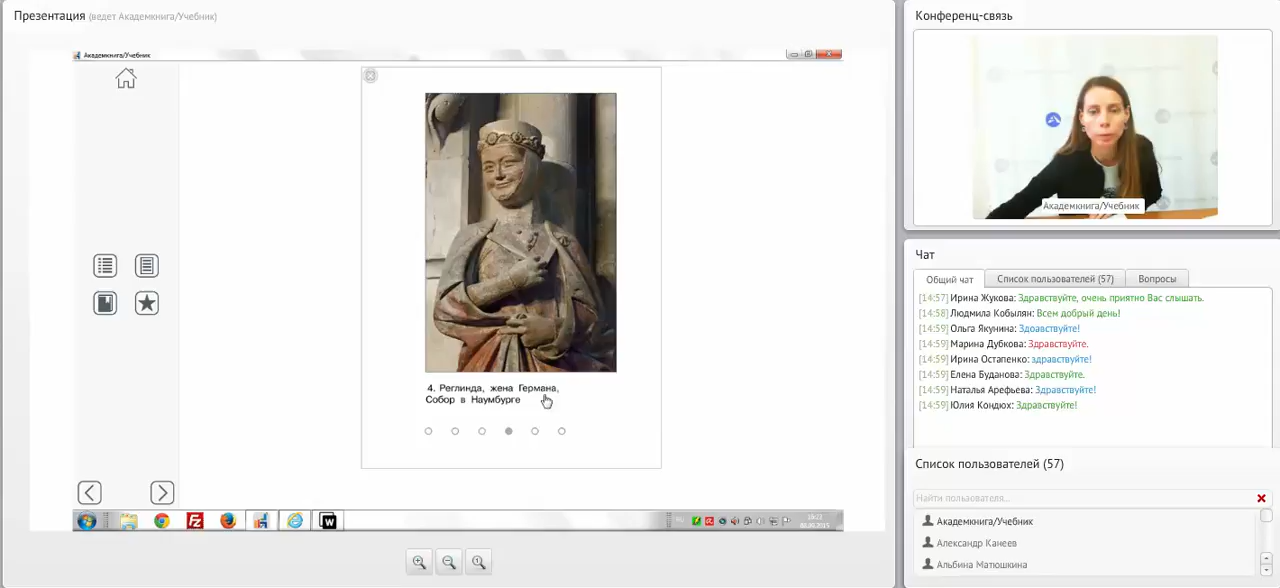 Презентация (ведет Академкнига/Учебник)
Академкнига/Учебник
4. Реглинда, жена Германа,
Собор в Наумбурге
W
Конференц-связь
Академкнига/Учебник
Чат
Общий чат
Список пользователей (57)
Вопросы
[14:57] Ирина Жукова: Здравствуйте, очень приятно Вас слышать.
[14:58] Людмила Кобылян: Всем добрый день!
[14:59] Ольга Якунина: Здоавствуйте!
[14:59] Марина Дубкова: Здравствуйте.
[14:59] Ирина Остапенко: здравствуйте!
[14:59] Елена Буданова: Здравствуйте.
[14:59] Наталья Арефьева: Здравствуйте!
[14:59] Юлия Кондюх: Здравствуйте!
Список пользователей (57)
Найти пользователя...
Академкнига/Учебник
Александр Канеев
Альбина Матюшкина